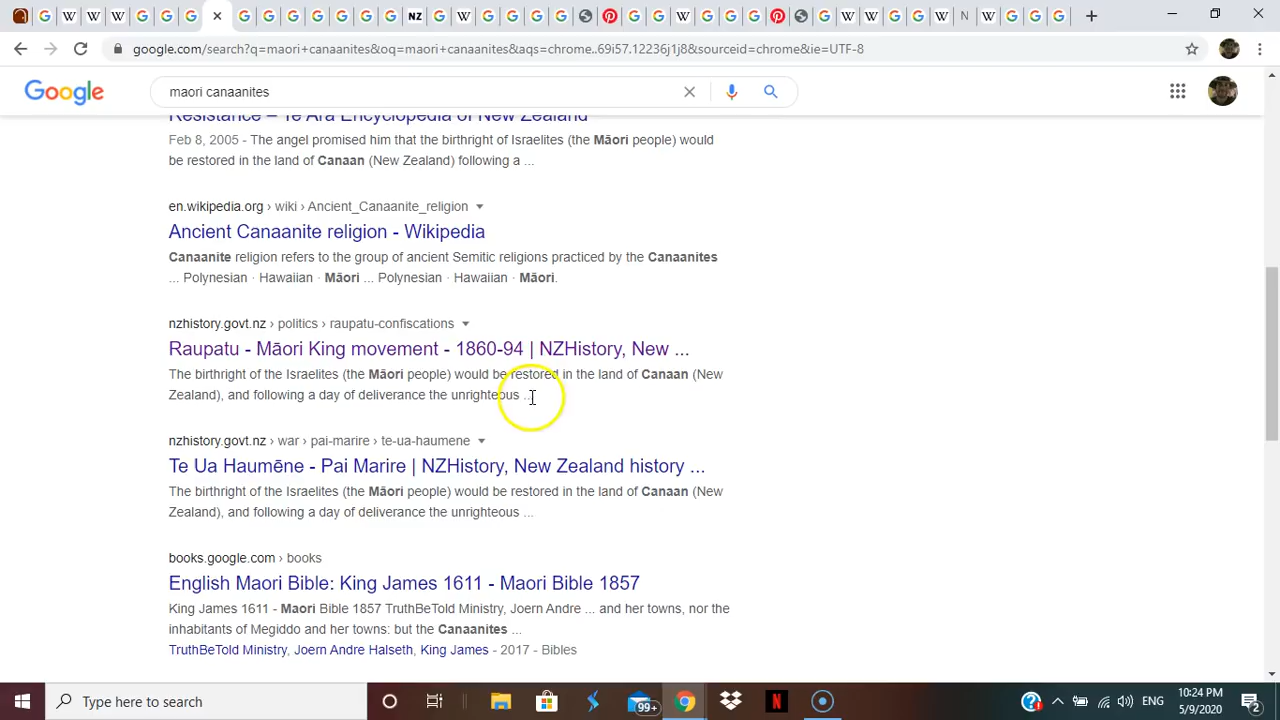 google.com/search?q=maori+canaanites&oq=maori+canaanites&aqs=chrome..69i57.12236j1j8&sourceid=chrome&ie=UTF-8
Google
maori canaanites
Resistance – Te Ara Encyclopedia of New Zealand
Feb 8, 2005 - The angel promised him that the birthright of Israelites (the Māori people) would
be restored in the land of Canaan (New Zealand) following a ...
en.wikipedia.org › wiki › Ancient_Canaanite_religion
Ancient Canaanite religion - Wikipedia
Canaanite religion refers to the group of ancient Semitic religions practiced by the Canaanites
... Polynesian · Hawaiian · Māori ... Polynesian · Hawaiian · Māori.
nzhistory.govt.nz › politics › raupatu-confiscations
Raupatu - Māori King movement - 1860-94 | NZHistory, New ...
The birthright of the Israelites (the Māori people) would be restored in the land of Canaan (New
Zealand), and following a day of deliverance the unrighteous ...
nzhistory.govt.nz › war › pai-marire › te-ua-haumene
Te Ua Haumēne - Pai Marire | NZHistory, New Zealand history ...
The birthright of the Israelites (the Māori people) would be restored in the land of Canaan (New
Zealand), and following a day of deliverance the unrighteous ...
books.google.com › books
English Maori Bible: King James 1611 - Maori Bible 1857
King James 1611 - Maori Bible 1857 TruthBeTold Ministry, Joern Andre ... and her towns, nor the
inhabitants of Megiddo and her towns: but the Canaanites ...
TruthBeTold Ministry, Joern Andre Halseth, King James - 2017 - Bibles
Type here to search
99+
ENG
10:24 PM
5/9/2020
2